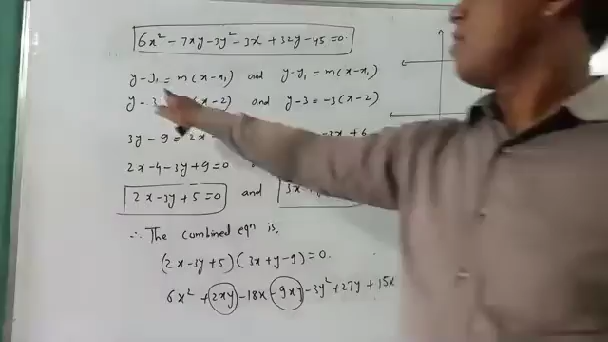 6x² - 7xy - 3y² - 3x + 32y - 45 = 0.
y - y₁ = m(x - x₁) and y - y₁ = m(x - x₁)
y - 3 (x - 2) and y - 3 = -3(x - 2)
3y - 9 = 2x -3x + 6
2x - 4 - 3y + 9 = 0
2x - 3y + 5 = 0 and 3x
∴ The combined eqn is,
(2x - 3y + 5)(3x + y - 9) = 0.
6x² + 2xy - 18x - 9xy - 3y² + 27y + 15x